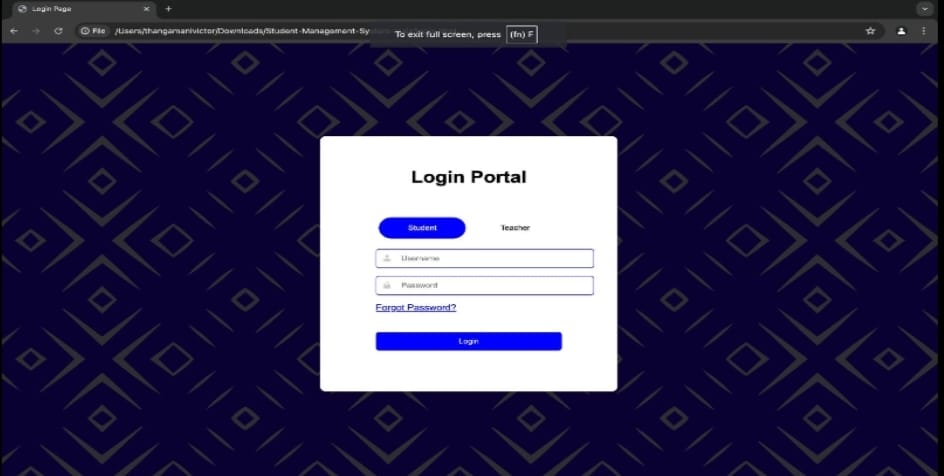 Login Page
File /Users/thangamanivictor/Downloads/Student-Management-Sy
To exit full screen, press (fn) F
Login Portal
Student Teacher
Username
Password
Forgot Password?
Login